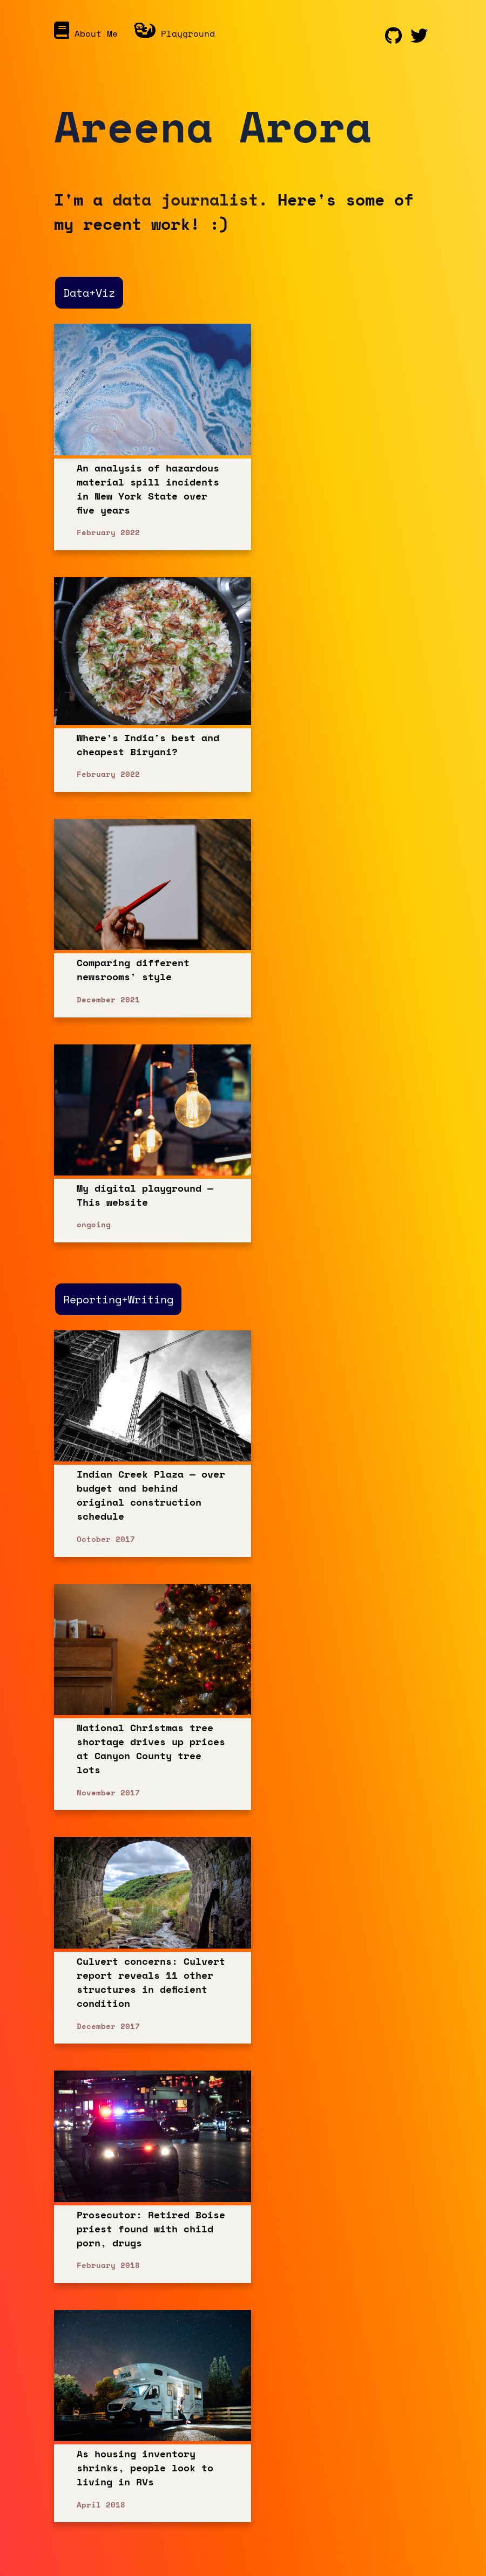 About Me Playground
Areena Arora
I'm a data journalist. Here's some of
my recent work! :)
Data+Viz
An analysis of hazardous
material spill incidents
in New York State over
five years
February 2022
Where's India's best and
cheapest Biryani?
February 2022
Comparing different
newsrooms' style
December 2021
My digital playground —
This website
ongoing
Reporting+Writing
Indian Creek Plaza — over
budget and behind
original construction
schedule
October 2017
National Christmas tree
shortage drives up prices
at Canyon County tree
lots
November 2017
Culvert concerns: Culvert
report reveals 11 other
structures in deficient
condition
December 2017
Prosecutor: Retired Boise
priest found with child
porn, drugs
February 2018
As housing inventory
shrinks, people look to
living in RVs
April 2018